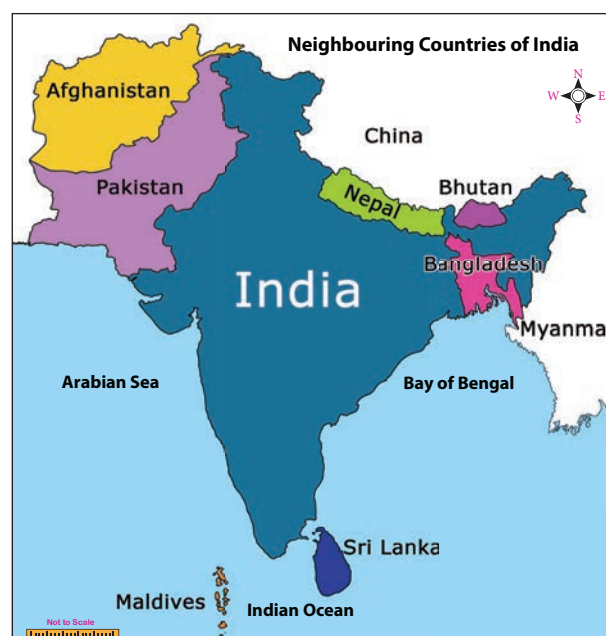 Neighbouring Countries of India
N
W E
S
Afghanistan
China
Pakistan
Nepal
Bhutan
Bangladesh
India
Myanma
Arabian Sea
Bay of Bengal
Sri Lanka
Maldives
Indian Ocean
Not to Scale